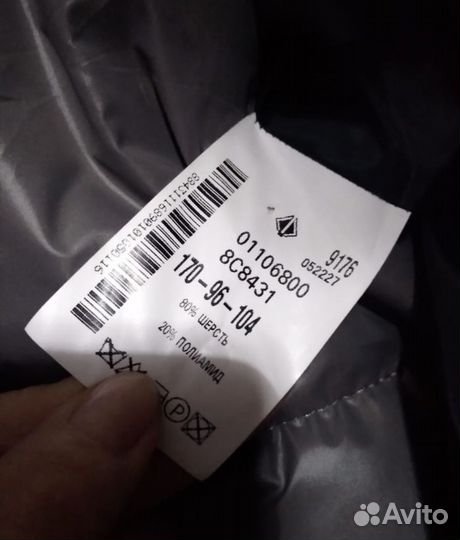 9176
052227
01106800
8C8431
170-96-104
80% ШЕРСТЬ
20% ПОЛИАМИД
P
Avito